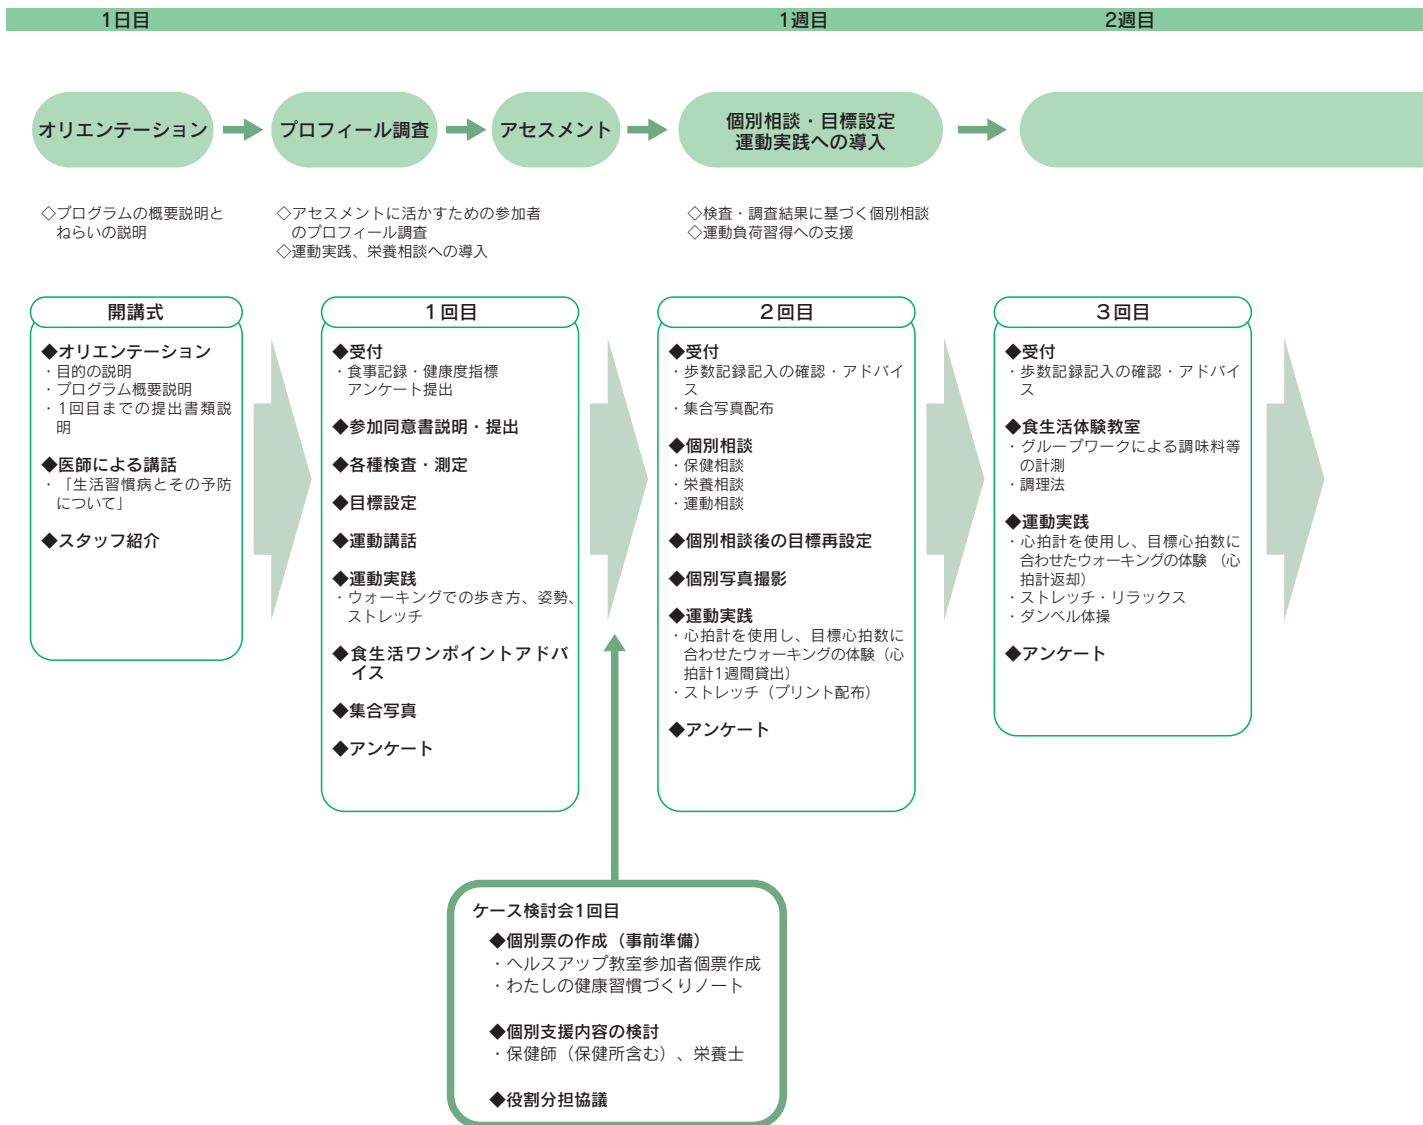 1日目
1週目
2週目
オリエンテーション
プロフィール調査
アセスメント
個別相談・目標設定
運動実践への導入
◇プログラムの概要説明と
ねらいの説明
◇アセスメントに活かすための参加者
のプロフィール調査
◇運動実践、栄養相談への導入
◇検査・調査結果に基づく個別相談
◇運動負荷習得への支援
開講式
◆オリエンテーション
・目的の説明
・プログラム概要説明
・1回目までの提出書類説
明
◆医師による講話
・「生活習慣病とその予防
について」
◆スタッフ紹介
1回目
◆受付
・食事記録・健康度指標
アンケート提出
◆参加同意書説明・提出
◆各種検査・測定
◆目標設定
◆運動講話
◆運動実践
・ウォーキングでの歩き方、姿勢、
ストレッチ
◆食生活ワンポイントアドバ
イス
◆集合写真
◆アンケート
2回目
◆受付
・歩数記録記入の確認・アドバイ
ス
・集合写真配布
◆個別相談
・保健相談
・栄養相談
・運動相談
◆個別相談後の目標再設定
◆個別写真撮影
◆運動実践
・心拍計を使用し、目標心拍数に
合わせたウォーキングの体験（心
拍計1週間貸出）
・ストレッチ（プリント配布）
◆アンケート
3回目
◆受付
・歩数記録記入の確認・アドバイ
ス
◆食生活体験教室
・グループワークによる調味料等
の計測
・調理法
◆運動実践
・心拍計を使用し、目標心拍数に
合わせたウォーキングの体験 （心
拍計返却）
・ストレッチ・リラックス
・ダンベル体操
◆アンケート
ケース検討会1回目
◆個別票の作成（事前準備）
・ヘルスアップ教室参加者個票作成
・わたしの健康習慣づくりノート
◆個別支援内容の検討
・保健師（保健所含む）、栄養士
◆役割分担協議